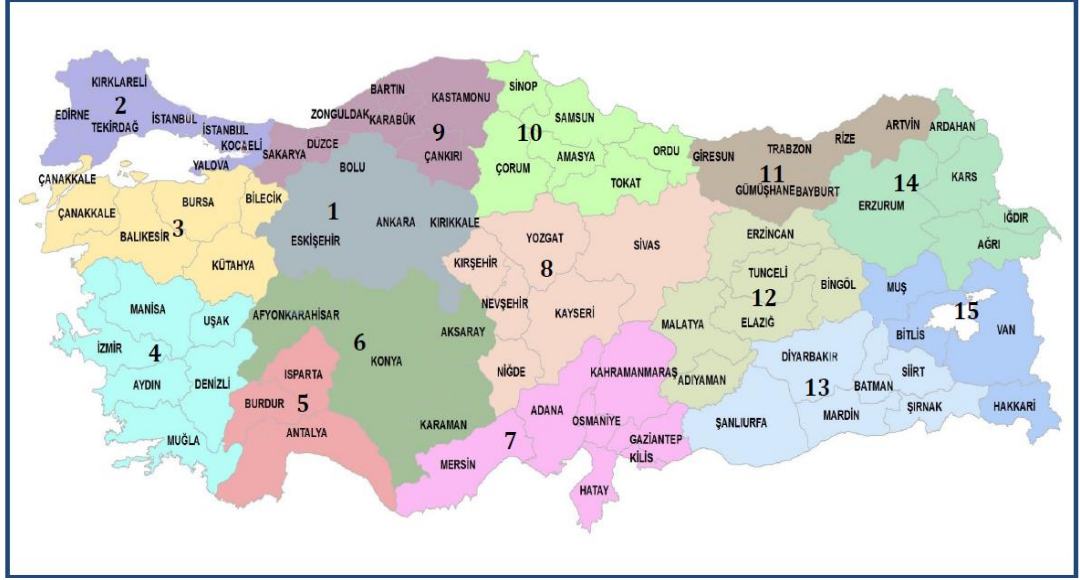 KIRKLARELİ
2
EDİRNE
TEKİRDAĞ
İSTANBUL
İSTANBUL
KOCAELİ
YALOVA
BARTIN
KASTAMONU
ZONGULDAK
KARABÜK
9
DÜZCE
SAKARYA
ÇANKIRI
SİNOP
SAMSUN
10
ÇORUM
AMASYA
ORDU
TOKAT
GİRESUN
TRABZON
RİZE
ARTVİN
11
GÜMÜŞHANE
BAYBURT
ARDAHAN
KARS
14
ERZURUM
IĞDIR
AĞRI
ÇANAKKALE
ÇANAKKALE
BURSA
BİLECİK
BALIKESİR
3
KÜTAHYA
BOLU
1
ANKARA
KIRIKKALE
ESKİŞEHİR
YOZGAT
SİVAS
KIRŞEHİR
8
NEVŞEHİR
KAYSERİ
NİĞDE
ERZİNCAN
TUNCELİ
BİNGÖL
12
MALATYA
ELAZIĞ
ADIYAMAN
MUŞ
15
BİTLİS
VAN
HAKKARİ
MANİSA
UŞAK
İZMİR
4
AYDIN
DENİZLİ
MUĞLA
AFYONKARAHİSAR
AKSARAY
6
KONYA
KARAMAN
ISPARTA
BURDUR
5
ANTALYA
KAHRAMANMARAŞ
ADANA
OSMANİYE
7
GAZİANTEP
MERSİN
KİLİS
HATAY
DİYARBAKIR
13
BATMAN
SİİRT
ŞANLIURFA
MARDİN
ŞIRNAK